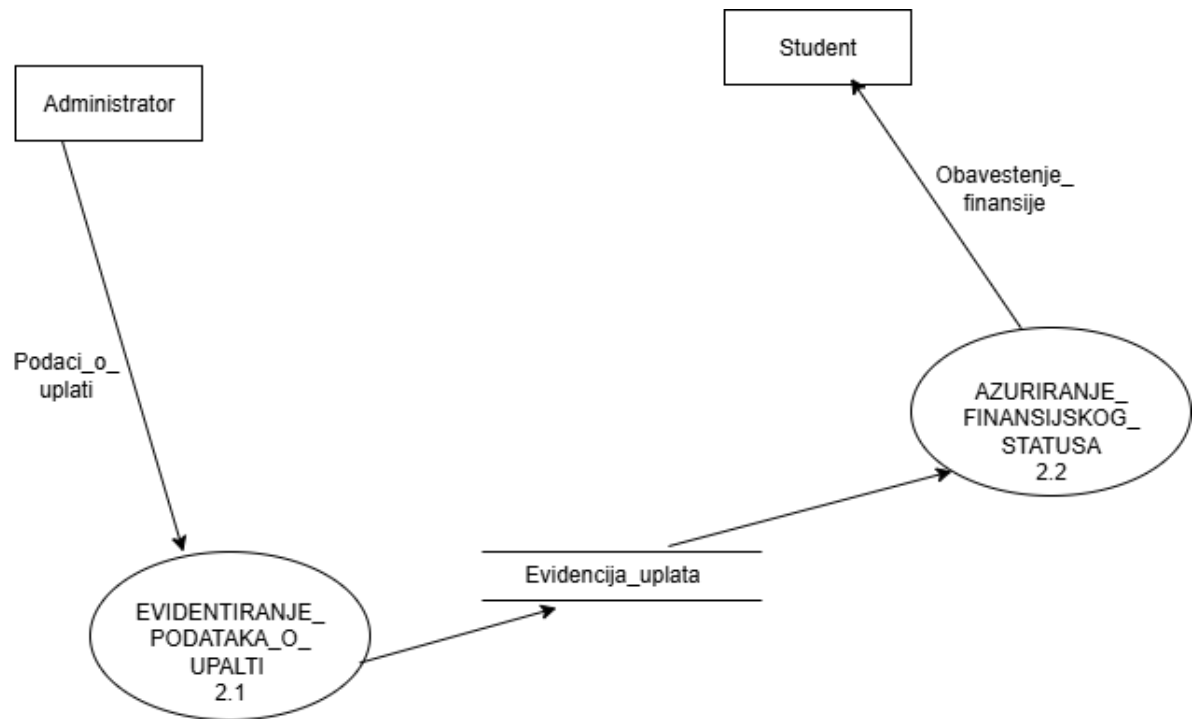 Student
Administrator
Obavestenje_
finansije
Podaci_o_
uplati
AZURIRANJE_
FINANSIJSKOG_
STATUSA
2.2
Evidencija_uplata
EVIDENTIRANJE_
PODATAKA_O_
UPALTI
2.1